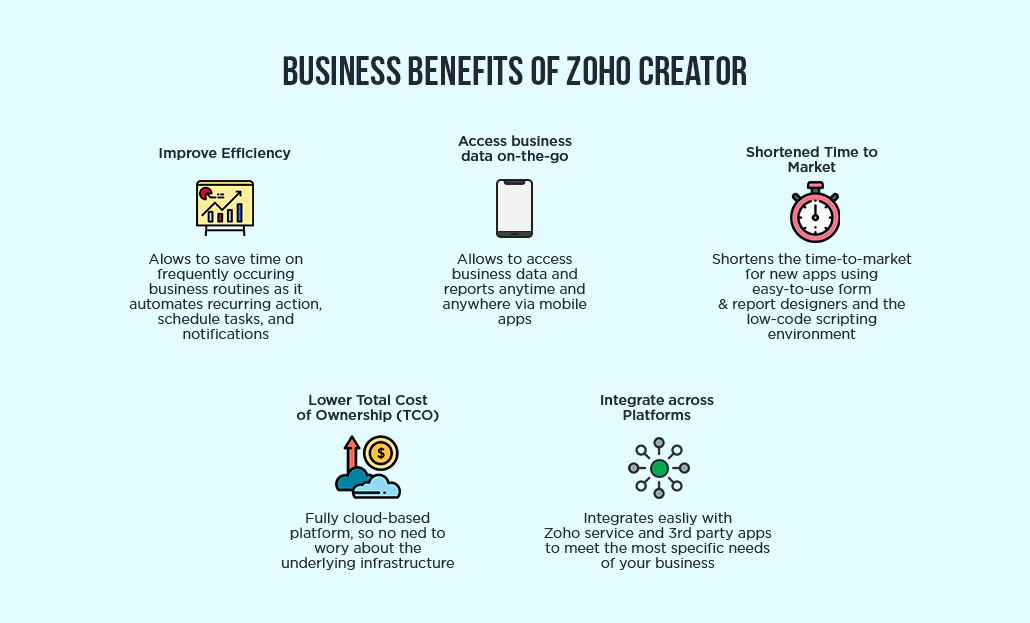 BUSINESS BENEFITS OF ZOHO CREATOR
Improve Efficiency
Alows to save time on
frequently occuring
business routines as it
automates recurring action,
schedule tasks, and
notifications
Access business
data on-the-go
Allows to access
business data and
reports anytime and
anywhere via mobile
apps
Shortened Time to
Market
Shortens the time-to-market
for new apps using
easy-to-use form
& report designers and the
low-code scripting
environment
Lower Total Cost
of Ownership (TCO)
$
Fully cloud-based
platform, so no ned to
wory about the
underlying infrastructure
Integrate across
Platforms
Integrates easliy with
Zoho service and 3rd party apps
to meet the most specific needs
of your business